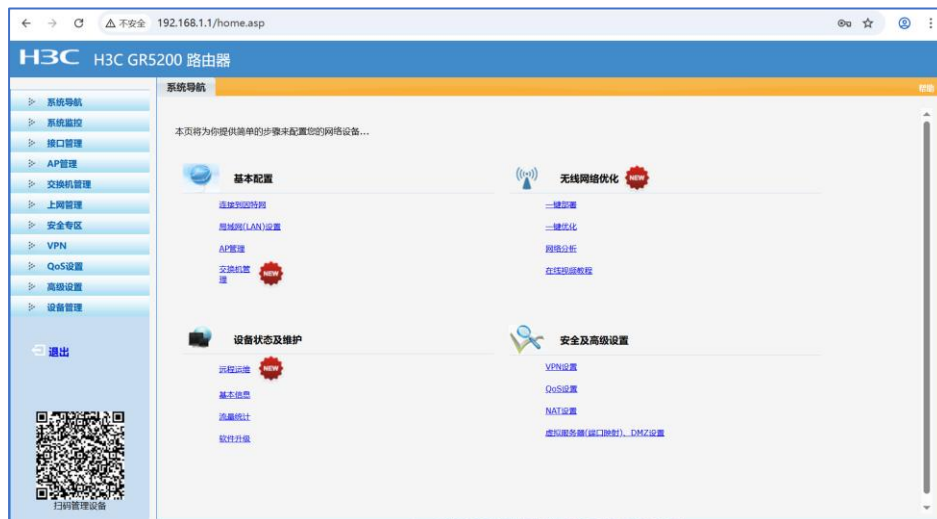 不安全 192.168.1.1/home.asp
H3C H3C GR5200 路由器
系统导航
帮助
系统导航
系统监控
接口管理
AP管理
交换机管理
上网管理
安全专区
VPN
QoS设置
高级设置
设备管理
退出
扫码管理设备
本页将为你提供简单的步骤来配置您的网络设备...
基本配置
连接到因特网
局域网(LAN)设置
AP管理
交换机管
理
NEW
无线网络优化 NEW
一键部署
一键优化
网络分析
在线视频教程
设备状态及维护
远程运维 NEW
基本信息
流量统计
软件升级
安全及高级设置
VPN设置
QoS设置
NAT设置
虚拟服务器(端口映射)、DMZ设置